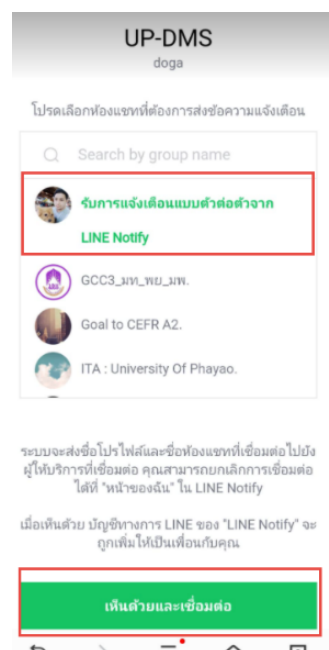 UP-DMS
doga
โปรดเลือกห้องแชทที่ต้องการส่งข้อความแจ้งเตือน
Search by group name
รับการแจ้งเตือนแบบตัวต่อตัวจาก
LINE Notify
GCC3_มท_พย_มพ.
Goal to CEFR A2.
ITA : University Of Phayao.
ระบบจะส่งชื่อโปรไฟล์และชื่อห้องแชทที่เชื่อมต่อไปยัง
ผู้ให้บริการที่เชื่อมต่อ คุณสามารถยกเลิกการเชื่อมต่อ
ได้ที่ "หน้าของฉัน" ใน LINE Notify
เมื่อเห็นด้วย บัญชีทางการ LINE ของ "LINE Notify" จะ
ถูกเพิ่มให้เป็นเพื่อนกับคุณ
เห็นด้วยและเชื่อมต่อ